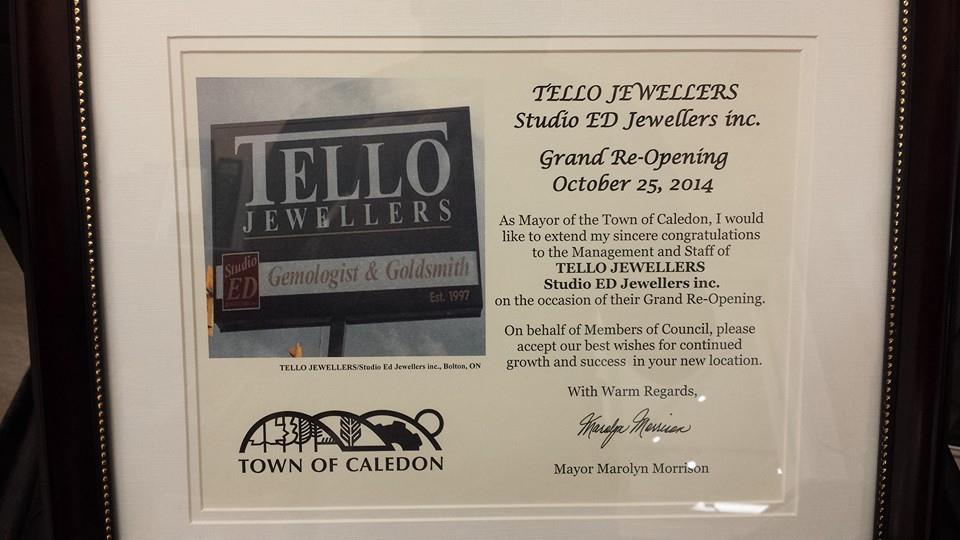 TELLO
JEWELLERS
Studio
ED
Gemologist & Goldsmith
Est. 1997
TELLO JEWELLERS/Studio Ed Jewellers inc., Bolton, ON
TOWN OF CALEDON
TELLO JEWELLERS
Studio ED Jewellers inc.
Grand Re-Opening
October 25, 2014
As Mayor of the Town of Caledon, I would
like to extend my sincere congratulations
to the Management and Staff of
TELLO JEWELLERS
Studio ED Jewellers inc.
on the occasion of their Grand Re-Opening.
On behalf of Members of Council, please
accept our best wishes for continued
growth and success in your new location.
With Warm Regards,
Marolyn Morrison
Mayor Marolyn Morrison